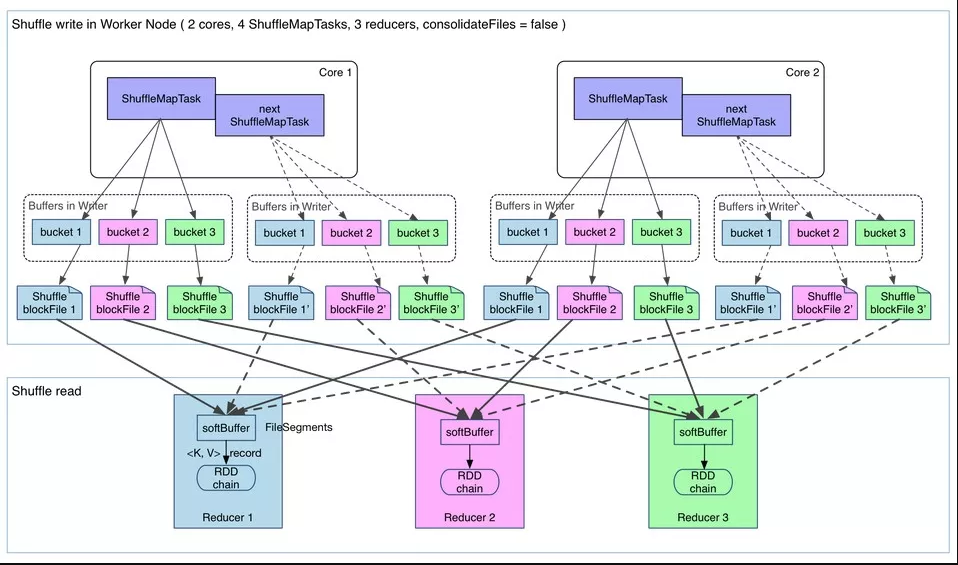 Shuffle write in Worker Node ( 2 cores, 4 ShuffleMapTasks, 3 reducers, consolidateFiles = false )
Core 1
ShuffleMapTask
next
ShuffleMapTask
Core 2
ShuffleMapTask
next
ShuffleMapTask
Buffers in Writer
bucket 1
bucket 2
bucket 3
Buffers in Writer
bucket 1
bucket 2
bucket 3
Buffers in Writer
bucket 1
bucket 2
bucket 3
Buffers in Writer
bucket 1
bucket 2
bucket 3
Shuffle
blockFile 1
Shuffle
blockFile 2
Shuffle
blockFile 3
Shuffle
blockFile 1'
Shuffle
blockFile 2'
Shuffle
blockFile 3'
Shuffle
blockFile 1
Shuffle
blockFile 2
Shuffle
blockFile 3
Shuffle
blockFile 1'
Shuffle
blockFile 2'
Shuffle
blockFile 3'
Shuffle read
softBuffer
FileSegments
<K, V> record
RDD
chain
Reducer 1
softBuffer
RDD
chain
Reducer 2
softBuffer
RDD
chain
Reducer 3